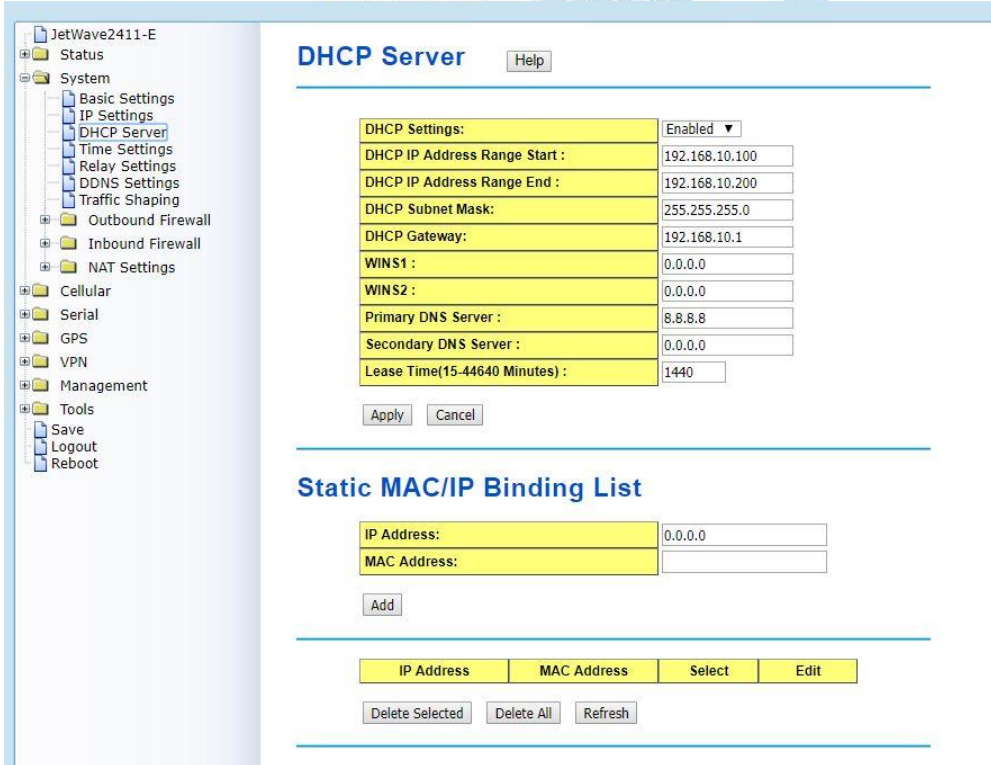 JetWave2411-E
Status
System
Basic Settings
IP Settings
DHCP Server
Time Settings
Relay Settings
DDNS Settings
Traffic Shaping
Outbound Firewall
Inbound Firewall
NAT Settings
Cellular
Serial
GPS
VPN
Management
Tools
Save
Logout
Reboot
DHCP Server Help
DHCP Settings: Enabled ▼
DHCP IP Address Range Start : 192.168.10.100
DHCP IP Address Range End : 192.168.10.200
DHCP Subnet Mask: 255.255.255.0
DHCP Gateway: 192.168.10.1
WINS1 : 0.0.0.0
WINS2 : 0.0.0.0
Primary DNS Server : 8.8.8.8
Secondary DNS Server : 0.0.0.0
Lease Time(15-44640 Minutes) : 1440
Apply Cancel
Static MAC/IP Binding List
IP Address: 0.0.0.0
MAC Address:
Add
IP Address MAC Address Select Edit
Delete Selected Delete All Refresh